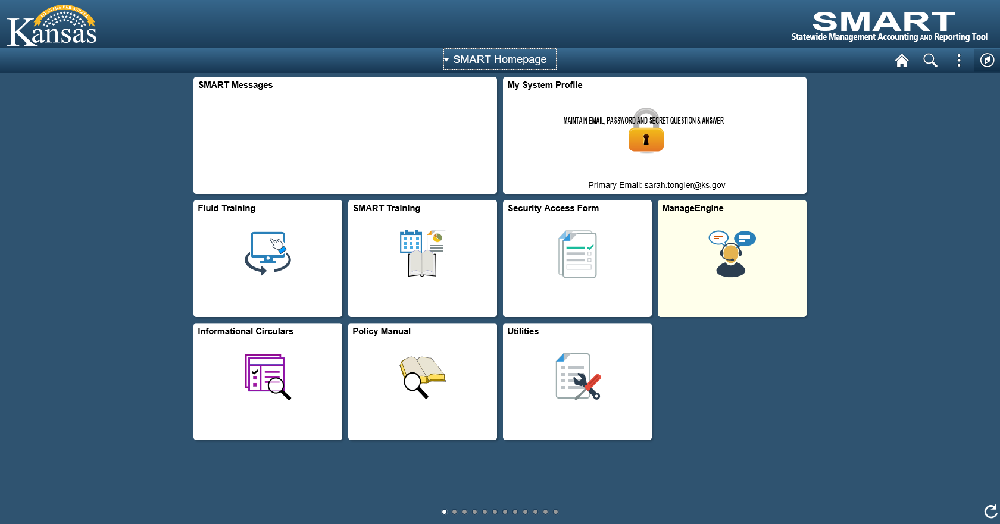 AD ASTRA PER ASPERA
Kansas
SMART
Statewide Management Accounting AND Reporting Tool
SMART Homepage
SMART Messages
My System Profile
MAINTAIN EMAIL, PASSWORD AND SECRET QUESTION & ANSWER
Primary Email: sarah.tongier@ks.gov
Fluid Training
SMART Training
Security Access Form
ManageEngine
Informational Circulars
Policy Manual
Utilities